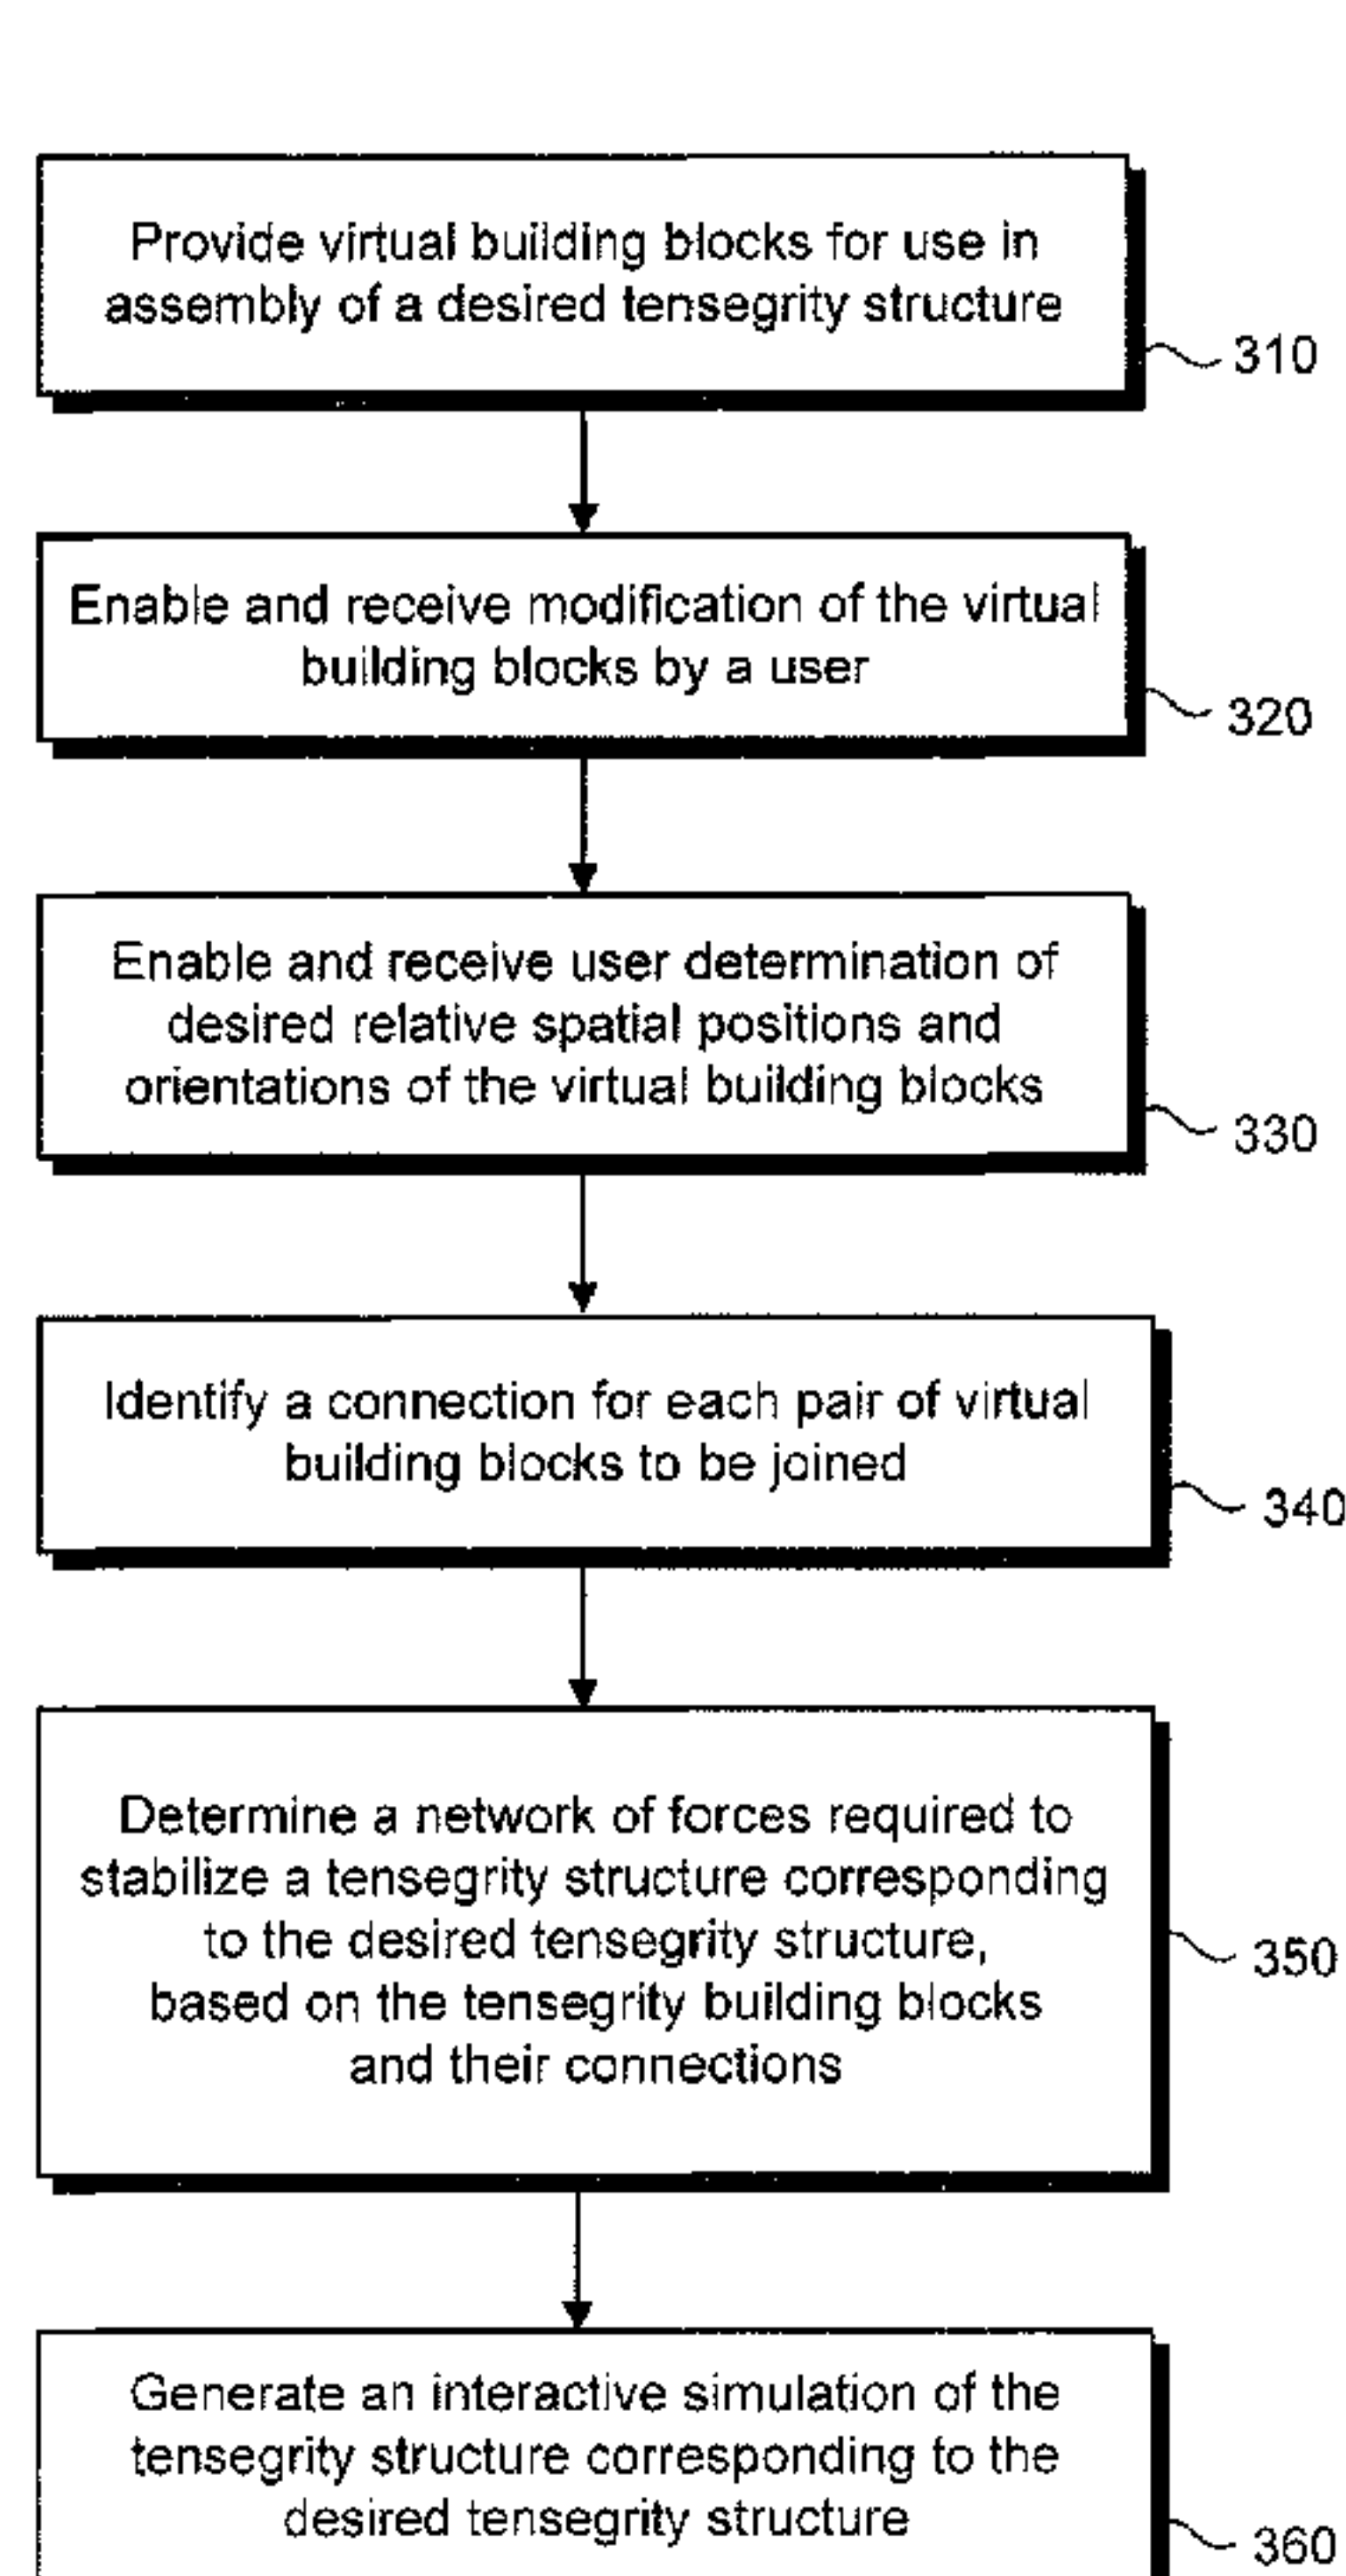 Provide virtual building blocks for use in
assembly of a desired tensegrity structure
310
Enable and receive modification of the virtual
building blocks by a user
320
Enable and receive user determination of
desired relative spatial positions and
orientations of the virtual building blocks
330
Identify a connection for each pair of virtual
building blocks to be joined
340
Determine a network of forces required to
stabilize a tensegrity structure corresponding
to the desired tensegrity structure,
based on the tensegrity building blocks
and their connections
350
Generate an interactive simulation of the
tensegrity structure corresponding to the
desired tensegrity structure
360